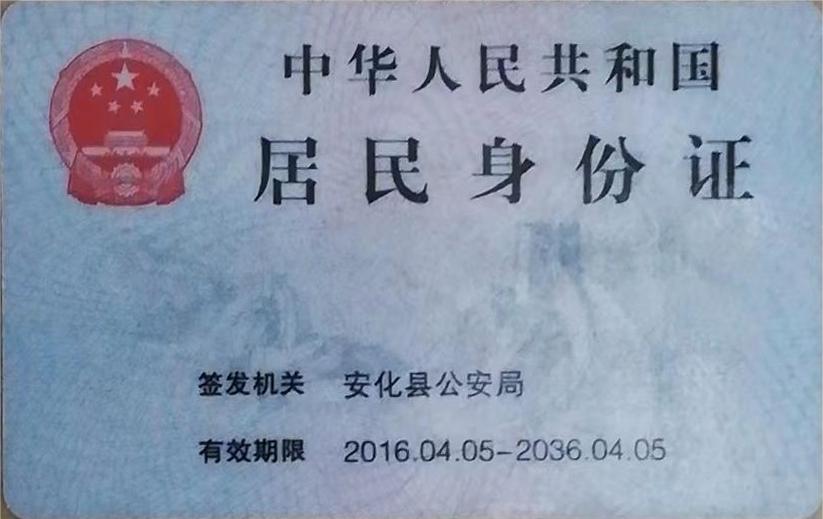 中华人民共和国
居民身份证
签发机关 安化县公安局
有效期限 2016.04.05-2036.04.05